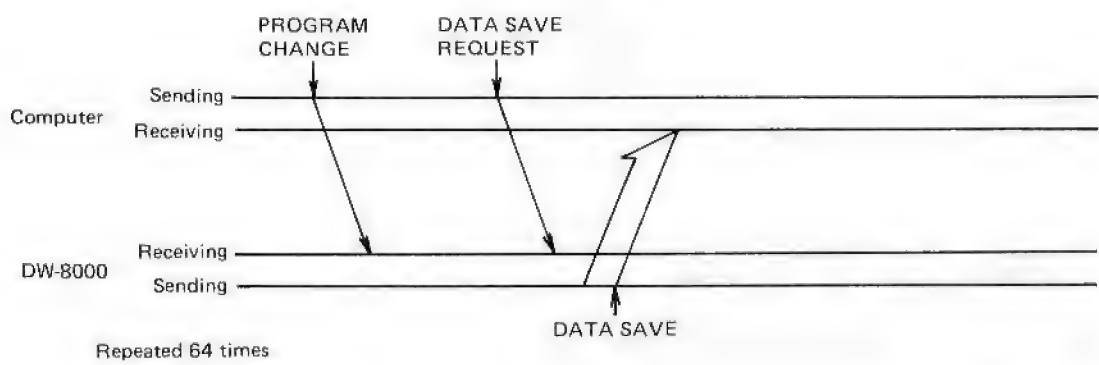 PROGRAM
CHANGE
DATA SAVE
REQUEST
Computer
Sending
Receiving
DW-8000
Receiving
Sending
DATA SAVE
Repeated 64 times